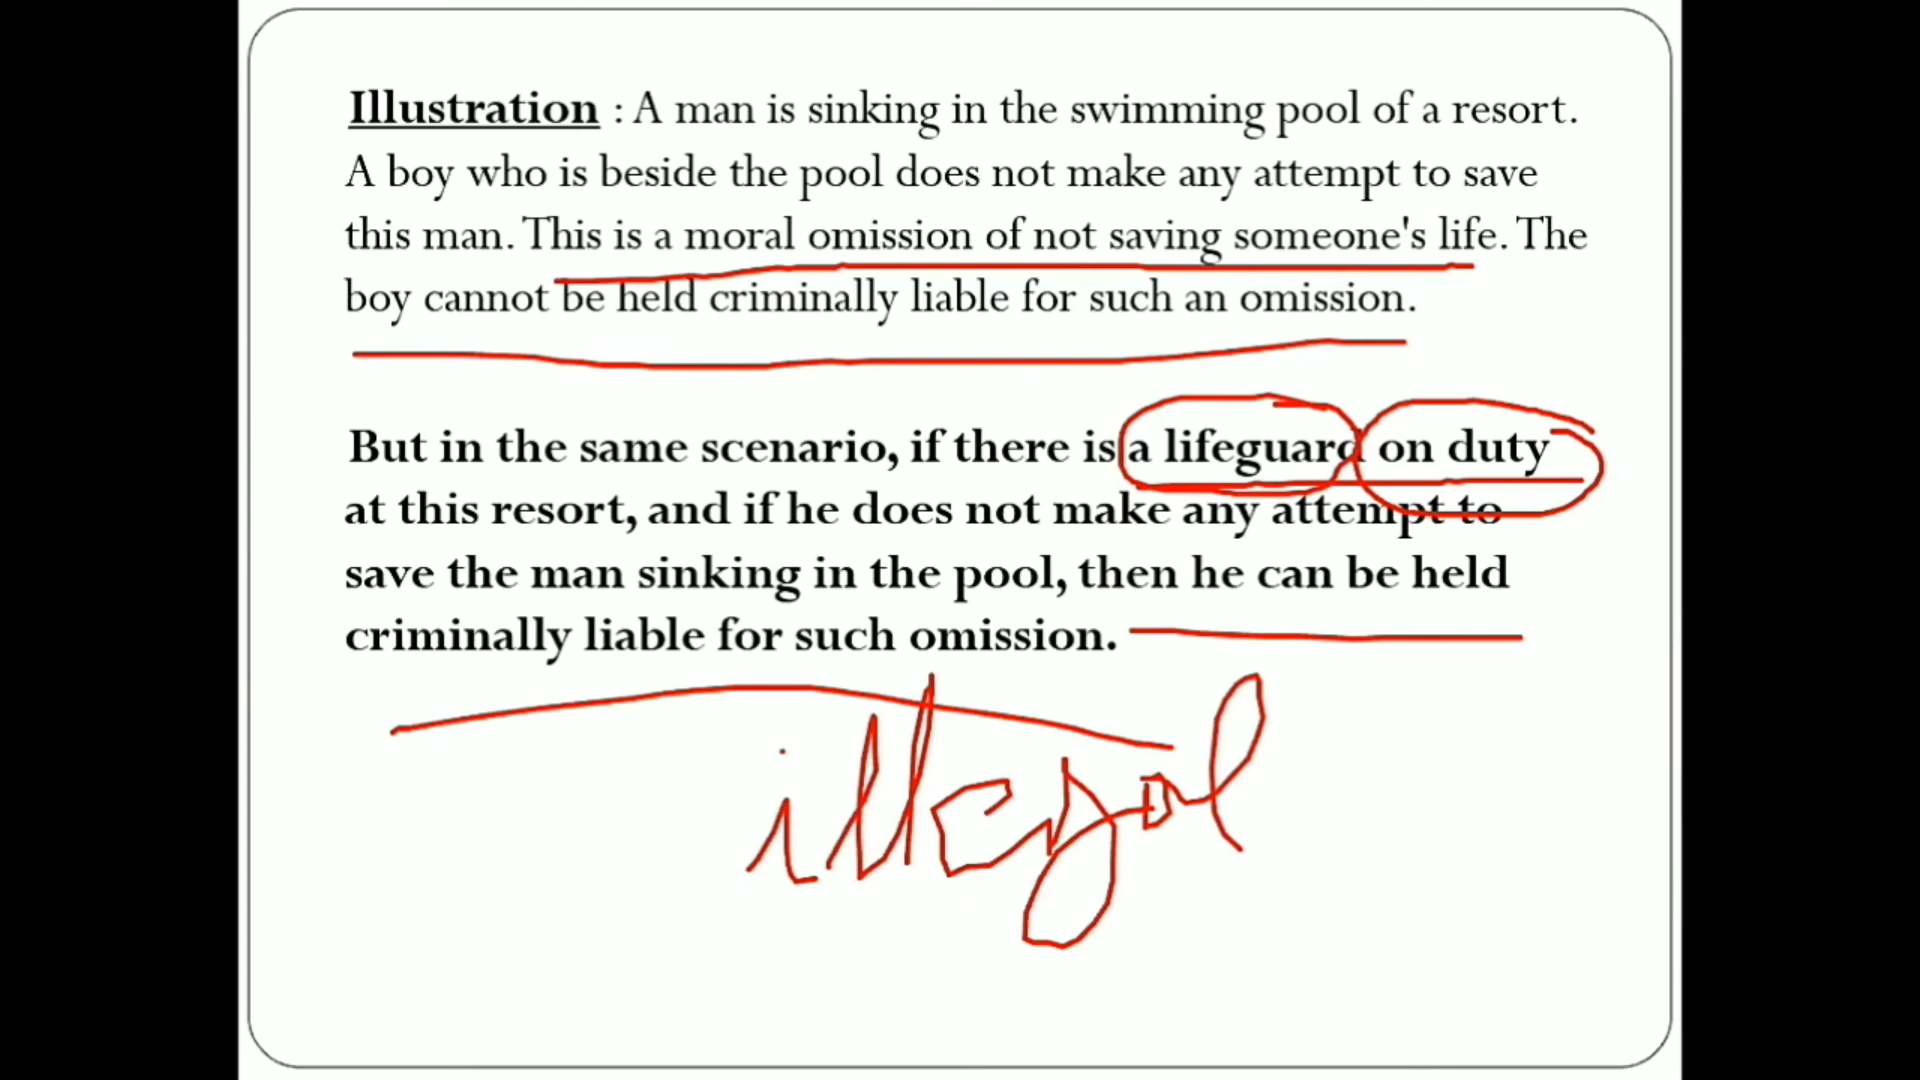 Illustration : A man is sinking in the swimming pool of a resort.
A boy who is beside the pool does not make any attempt to save
this man. This is a moral omission of not saving someone's life. The
boy cannot be held criminally liable for such an omission.
But in the same scenario, if there is a lifeguard on duty
at this resort, and if he does not make any attempt to
save the man sinking in the pool, then he can be held
criminally liable for such omission.
illegal